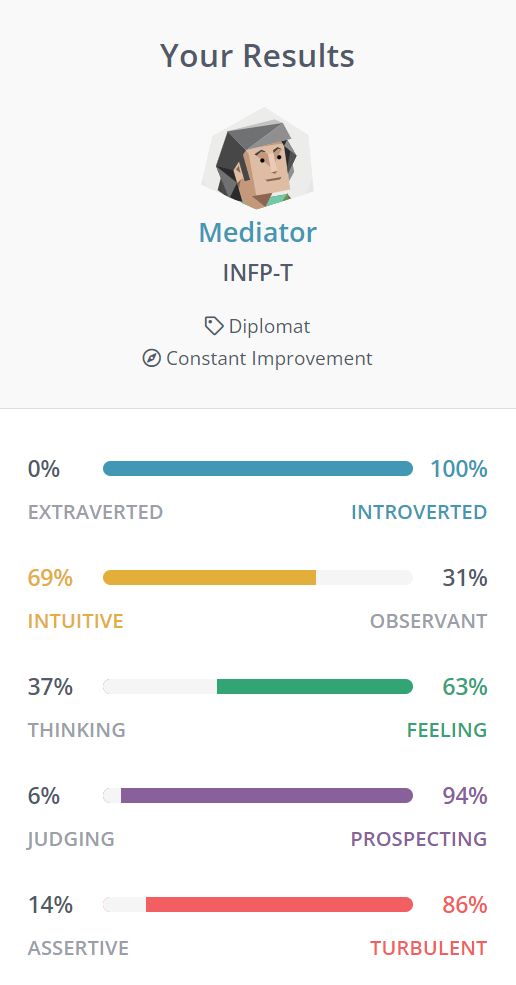 Your Results
Mediator
INFP-T
Diplomat
Constant Improvement
0% 100%
EXTRAVERTED INTROVERTED
69% 31%
INTUITIVE OBSERVANT
37% 63%
THINKING FEELING
6% 94%
JUDGING PROSPECTING
14% 86%
ASSERTIVE TURBULENT